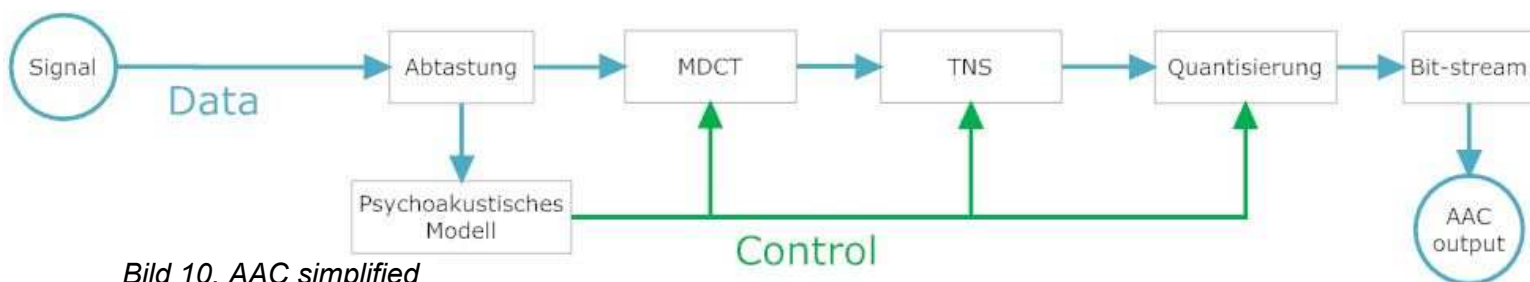 Signal
Data
Abtastung
MDCT
TNS
Quantisierung
Bit-stream
Psychoakustisches
Modell
Control
AAC
output
Bild 10. AAC simplified